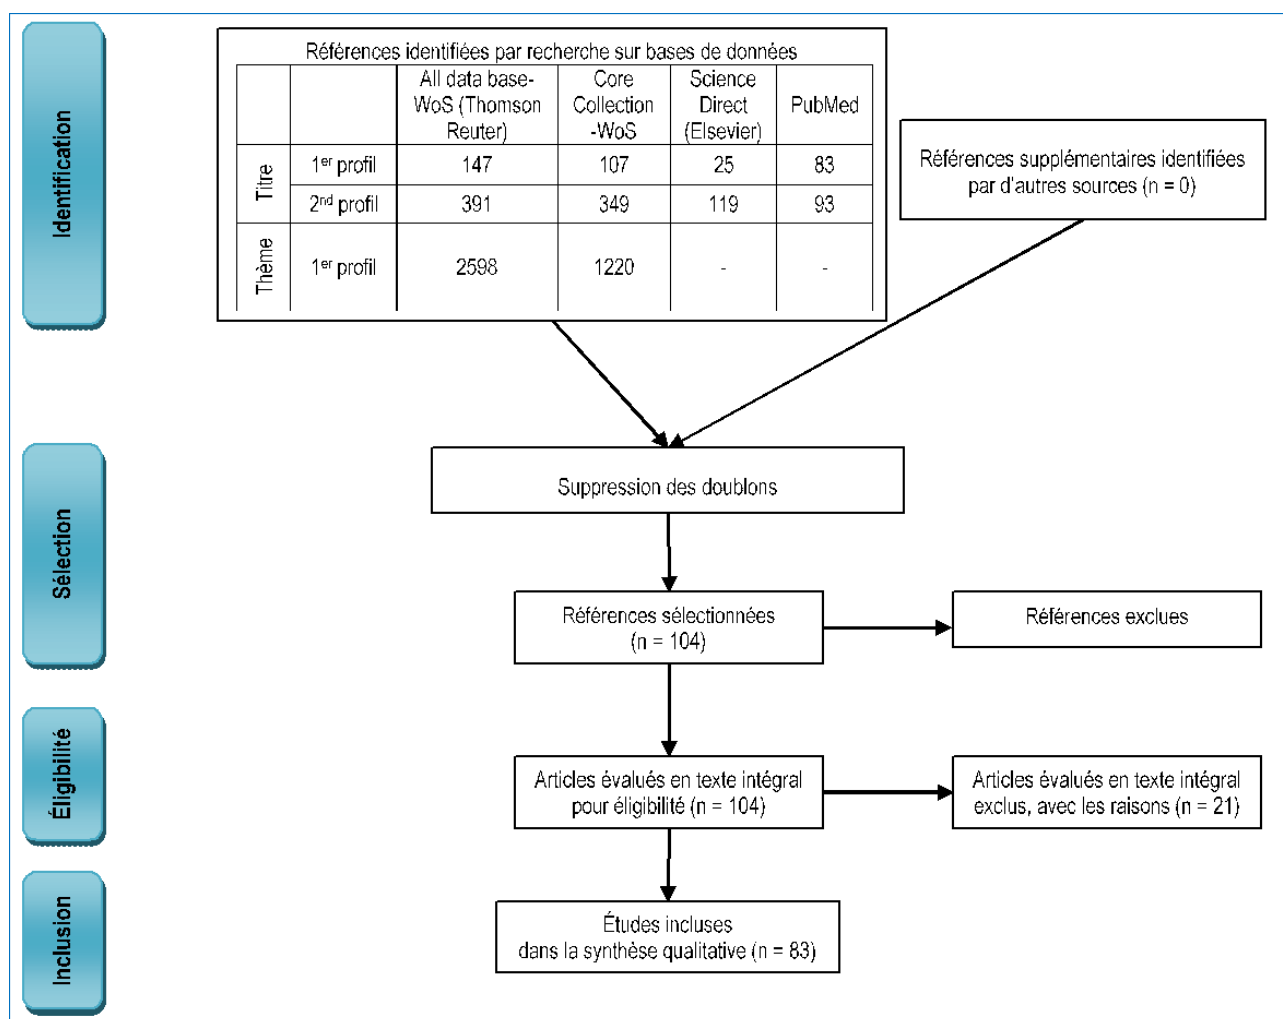 Identification
Références identifiées par recherche sur bases de données
All data base-
WoS (Thomson
Reuter)
Core
Collection
-WoS
Science
Direct
(Elsevier)
PubMed
Titre
1er profil
147
107
25
83
2nd profil
391
349
119
93
Thème
1er profil
2598
1220
-
-
Références supplémentaires identifiées
par d'autres sources (n = 0)
Sélection
Suppression des doublons
Références sélectionnées
(n = 104)
Références exclues
Éligibilité
Articles évalués en texte intégral
pour éligibilité (n = 104)
Articles évalués en texte intégral
exclus, avec les raisons (n = 21)
Inclusion
Études incluses
dans la synthèse qualitative (n = 83)